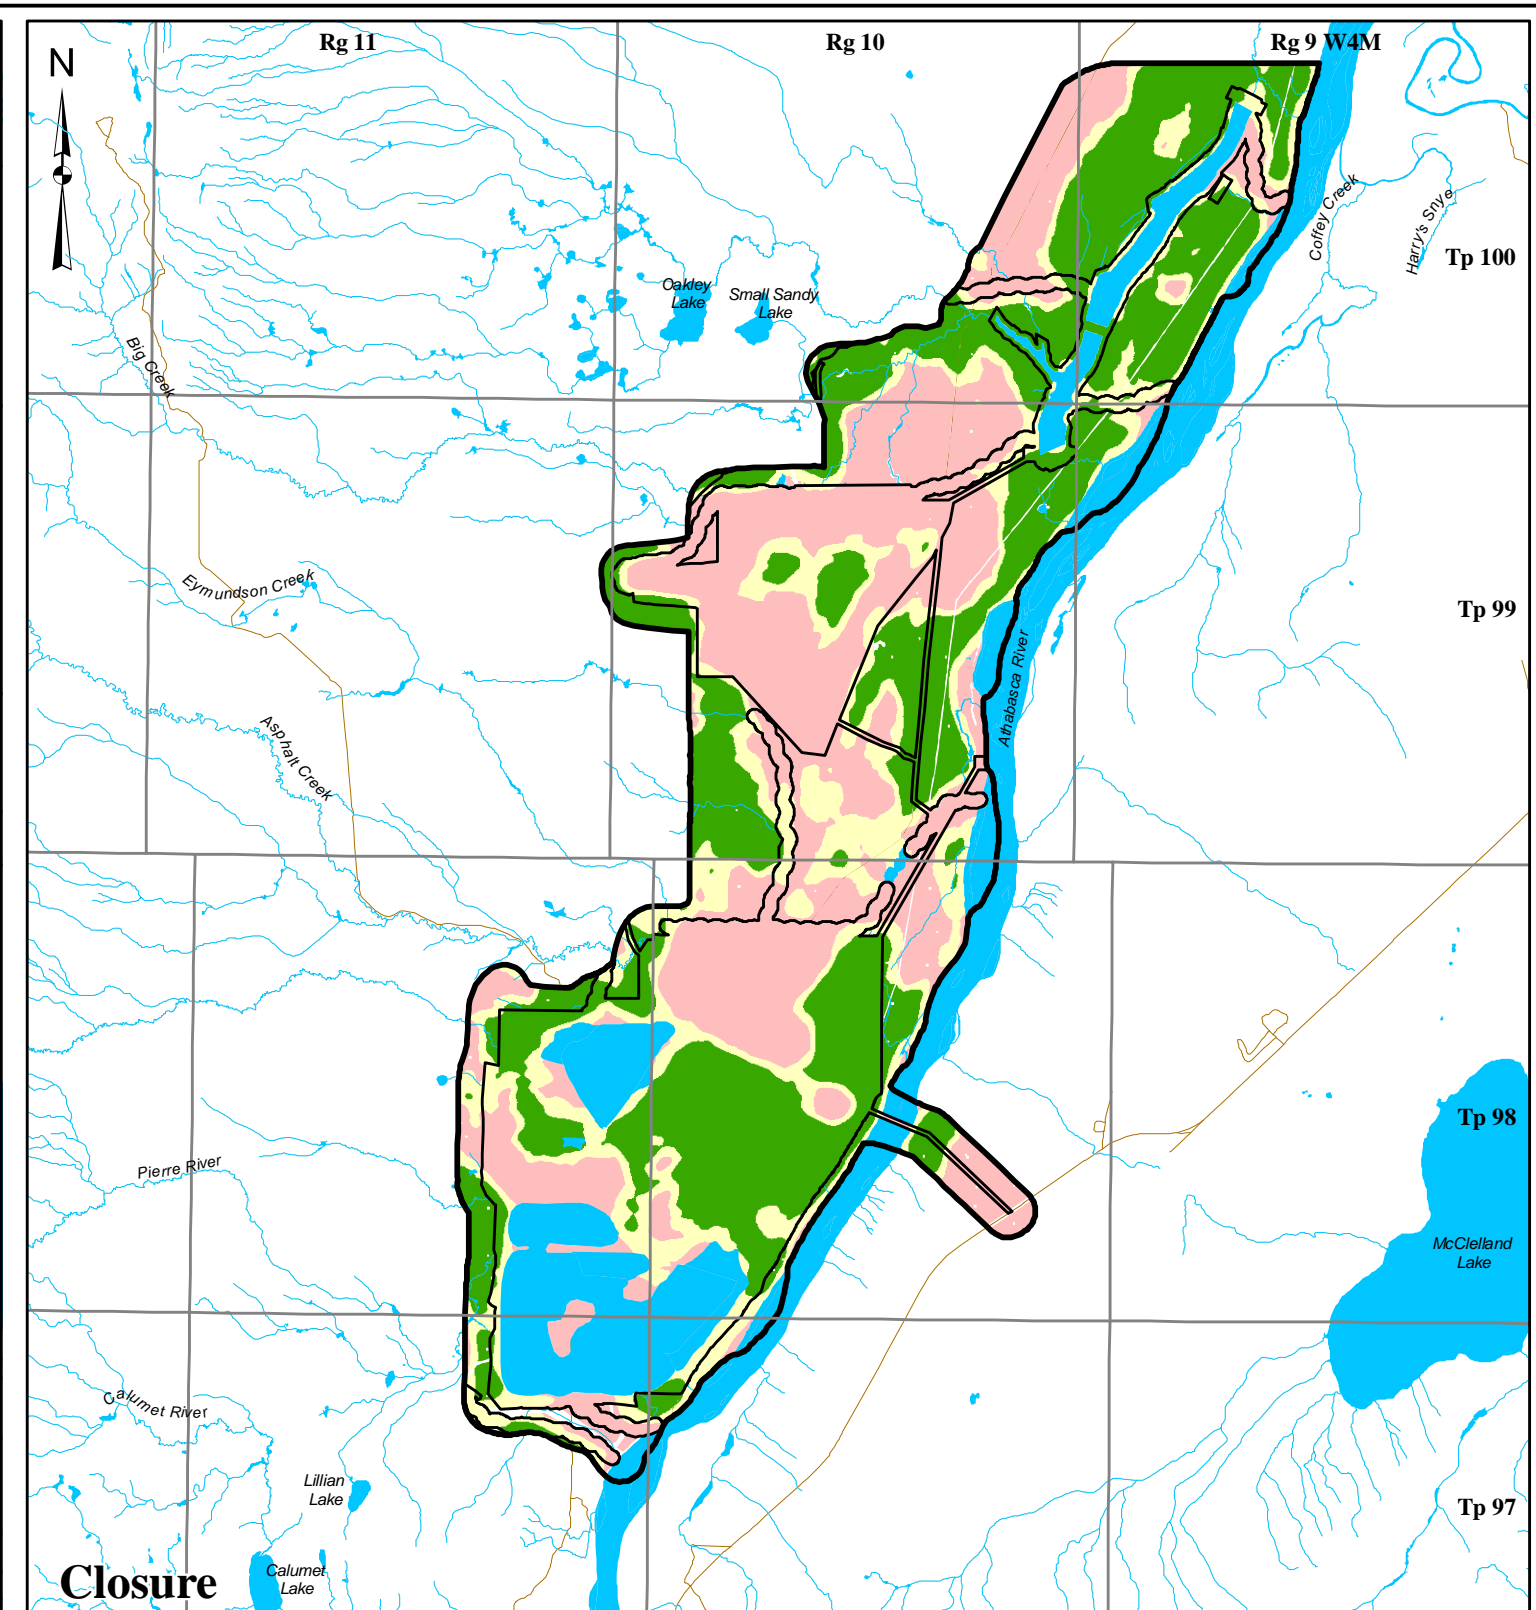 Rg 11
Rg 10
Rg 9 W4M
N
Coffey Creek
Harry's Snye
Tp 100
Oakley
Lake
Small Sandy
Lake
Big Creek
Eymundson Creek
Tp 99
Athabasca River
Asphalt Creek
Tp 98
Pierre River
McClelland
Lake
Calumet River
Lillian
Lake
Tp 97
Calumet
Lake
Closure